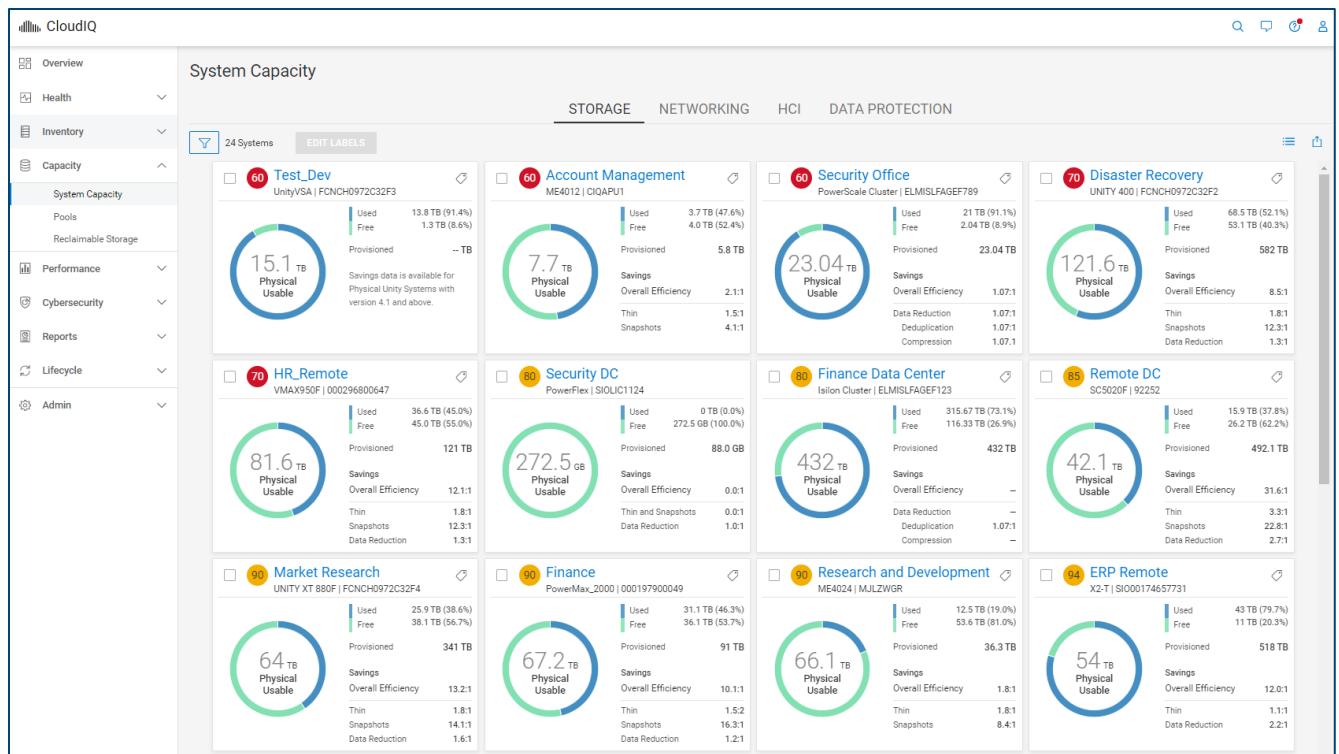 CloudIQ
Overview
Health
Inventory
Capacity
System Capacity
Pools
Reclaimable Storage
Performance
Cybersecurity
Reports
Lifecycle
Admin
System Capacity
STORAGE NETWORKING HCI DATA PROTECTION
24 Systems EDIT LABELS
60 Test_Dev
UnityVSA | FCNCH0972C32F3
Used 13.8 TB (91.4%)
Free 1.3 TB (8.6%)
Provisioned -- TB
15.1 TB
Physical
Usable
Savings data is available for
Physical Unity Systems with
version 4.1 and above.
60 Account Management
ME4012 | CIQAPU1
Used 3.7 TB (47.6%)
Free 4.0 TB (52.4%)
Provisioned 5.8 TB
7.7 TB
Physical
Usable
Savings
Overall Efficiency 2.1:1
Thin 1.5:1
Snapshots 4.1:1
60 Security Office
PowerScale Cluster | ELMISLFAGEF789
Used 21 TB (91.1%)
Free 2.04 TB (8.9%)
Provisioned 23.04 TB
23.04 TB
Physical
Usable
Savings
Overall Efficiency 1.07:1
Data Reduction 1.07:1
Deduplication 1.07:1
Compression 1.07.1
70 Disaster Recovery
UNITY 400 | FCNCH0972C32F2
Used 68.5 TB (52.1%)
Free 53.1 TB (40.3%)
Provisioned 582 TB
121.6 TB
Physical
Usable
Savings
Overall Efficiency 8.5:1
Thin 1.8:1
Snapshots 12.3:1
Data Reduction 1.3:1
70 HR_Remote
VMAX950F | 000296800647
Used 36.6 TB (45.0%)
Free 45.0 TB (55.0%)
Provisioned 121 TB
81.6 TB
Physical
Usable
Savings
Overall Efficiency 12.1:1
Thin 1.8:1
Snapshots 12.3:1
Data Reduction 1.3:1
80 Security DC
PowerFlex | SIOLIC1124
Used 0 TB (0.0%)
Free 272.5 GB (100.0%)
Provisioned 88.0 GB
272.5 GB
Physical
Usable
Savings
Overall Efficiency 0.0:1
Thin and Snapshots 0.0:1
Data Reduction 1.0:1
80 Finance Data Center
Isilon Cluster | ELMISLFAGEF123
Used 315.67 TB (73.1%)
Free 116.33 TB (26.9%)
Provisioned 432 TB
432 TB
Physical
Usable
Savings
Overall Efficiency –
Data Reduction –
Deduplication 1.07:1
Compression –
85 Remote DC
SC5020F | 92252
Used 15.9 TB (37.8%)
Free 26.2 TB (62.2%)
Provisioned 492.1 TB
42.1 TB
Physical
Usable
Savings
Overall Efficiency 31.6:1
Thin 3.3:1
Snapshots 22.8:1
Data Reduction 2.7:1
90 Market Research
UNITY XT 880F | FCNCH0972C32F4
Used 25.9 TB (38.6%)
Free 38.1 TB (56.7%)
Provisioned 341 TB
64 TB
Physical
Usable
Savings
Overall Efficiency 13.2:1
Thin 1.8:1
Snapshots 14.1:1
Data Reduction 1.6:1
90 Finance
PowerMax_2000 | 000197900049
Used 31.1 TB (46.3%)
Free 36.1 TB (53.7%)
Provisioned 91 TB
67.2 TB
Physical
Usable
Savings
Overall Efficiency 10.1:1
Thin 1.5:2
Snapshots 16.3:1
Data Reduction 1.2:1
90 Research and Development
ME4024 | MJLZWGR
Used 12.5 TB (19.0%)
Free 53.6 TB (81.0%)
Provisioned 36.3 TB
66.1 TB
Physical
Usable
Savings
Overall Efficiency 1.8:1
Thin 1.8:1
Snapshots 8.4:1
94 ERP Remote
X2-T | SIO00174657731
Used 43 TB (79.7%)
Free 11 TB (20.3%)
Provisioned 518 TB
54 TB
Physical
Usable
Savings
Overall Efficiency 12.0:1
Thin 1.1:1
Data Reduction 2.2:1